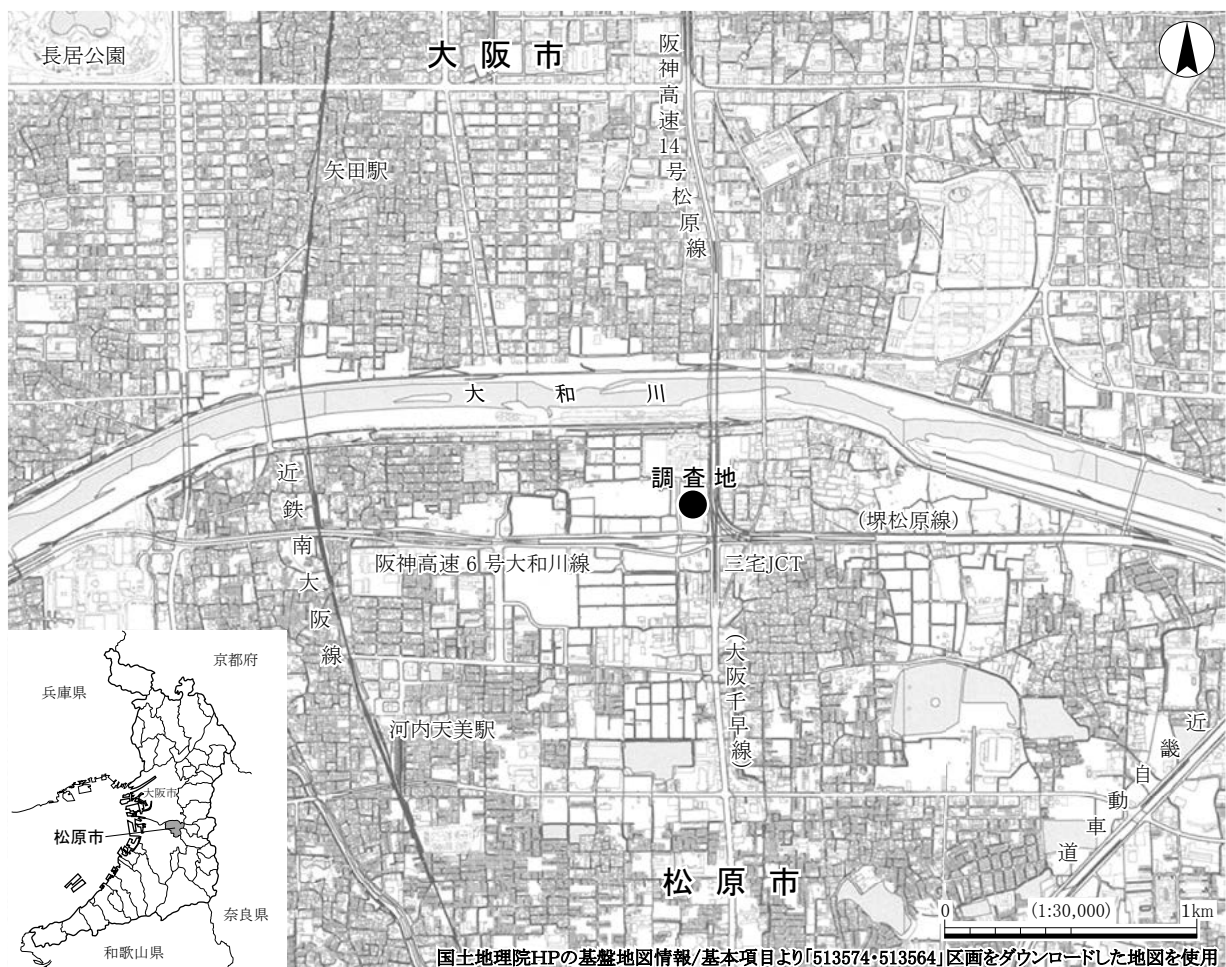 長居公園
大阪市
阪神高速14号松原線
矢田駅
大和川
調査地
近鉄南大阪線
(堺松原線)
阪神高速6号大和川線
三宅JCT
(大阪千早線)
河内天美駅
近畿自動車道
松原市
0 (1:30,000) 1km
京都府
兵庫県
大阪市
松原市
奈良県
和歌山県
国土地理院HPの基盤地図情報/基本項目より「513574・513564」区画をダウンロードした地図を使用